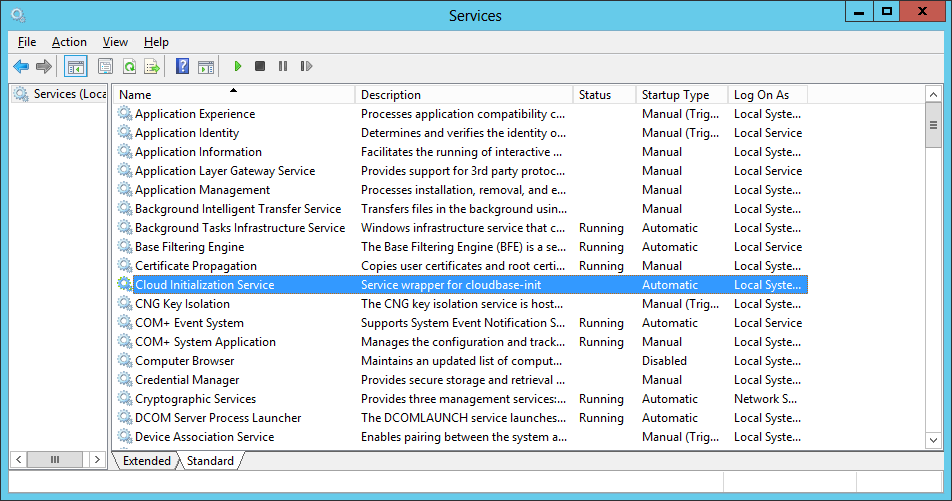 Services
File Action View Help
Services (Loca
Name Description Status Startup Type Log On As
Application Experience Processes application compatibility c... Manual (Trig... Local Syste...
Application Identity Determines and verifies the identity o... Manual (Trig... Local Service
Application Information Facilitates the running of interactive ... Manual Local Syste...
Application Layer Gateway Service Provides support for 3rd party protoc... Manual Local Service
Application Management Processes installation, removal, and e... Manual Local Syste...
Background Intelligent Transfer Service Transfers files in the background usin... Manual Local Syste...
Background Tasks Infrastructure Service Windows infrastructure service that c... Running Automatic Local Syste...
Base Filtering Engine The Base Filtering Engine (BFE) is a se... Running Automatic Local Service
Certificate Propagation Copies user certificates and root certi... Running Manual Local Syste...
Cloud Initialization Service Service wrapper for cloudbase-init Automatic Local Syste...
CNG Key Isolation The CNG key isolation service is host... Manual (Trig... Local Syste...
COM+ Event System Supports System Event Notification S... Running Automatic Local Service
COM+ System Application Manages the configuration and track... Running Manual Local Syste...
Computer Browser Maintains an updated list of comput... Disabled Local Syste...
Credential Manager Provides secure storage and retrieval ... Manual Local Syste...
Cryptographic Services Provides three management services:... Running Automatic Network S...
DCOM Server Process Launcher The DCOMLAUNCH service launches... Running Automatic Local Syste...
Device Association Service Enables pairing between the system a... Manual (Trig... Local Syste...
Extended Standard